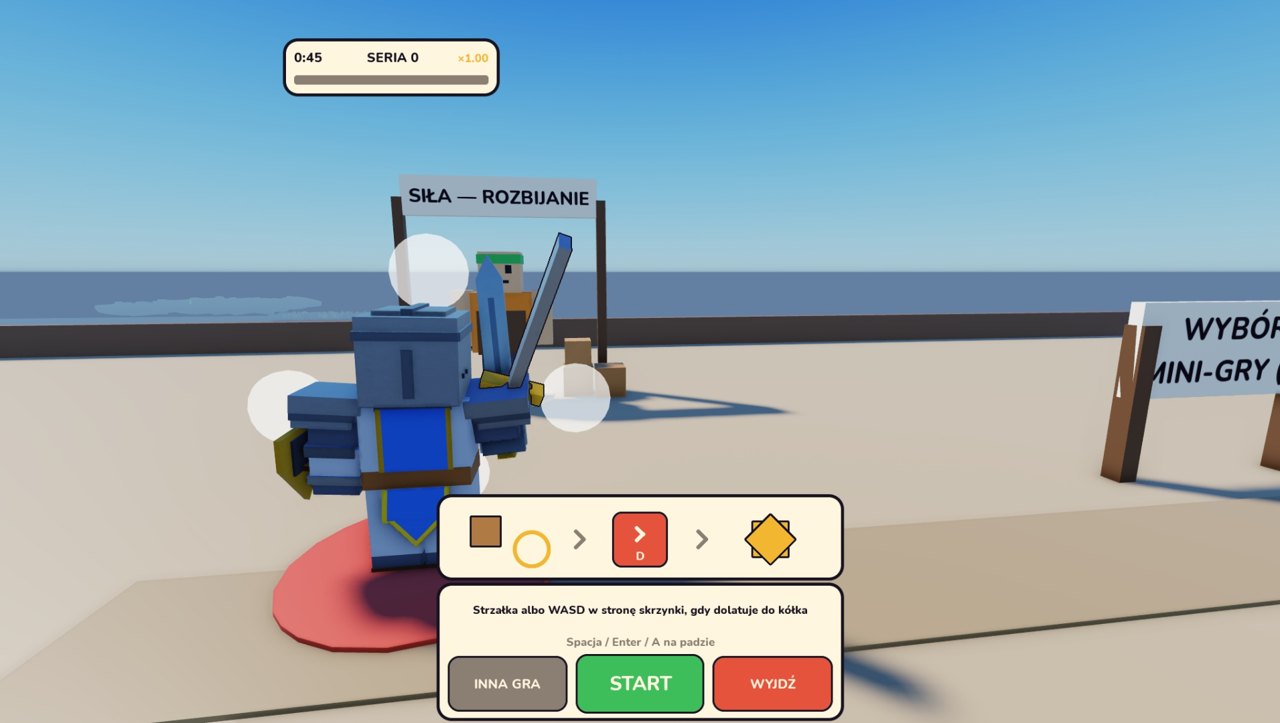 0:45 SERIA 0 ×1.00
SIŁA — ROZBIJANIE
WYBÓR
MINI-GRY (
D
Strzałka albo WASD w stronę skrzynki, gdy dolatuje do kółka
Spacja / Enter / A na padzie
INNA GRA START WYJDŹ